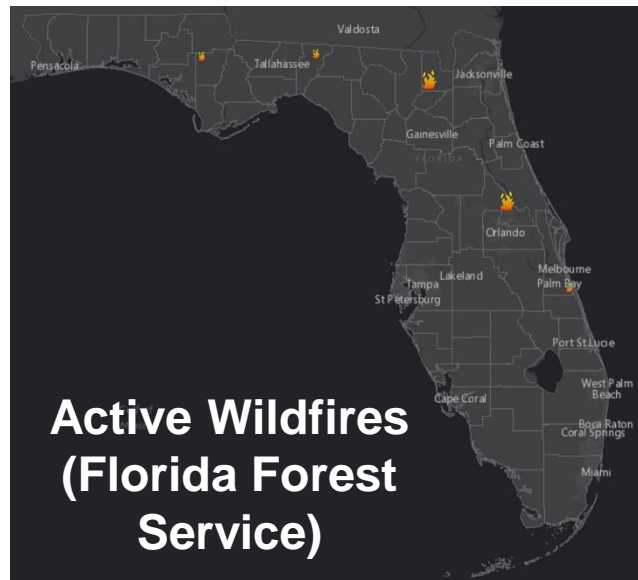 Valdosta
Pensacola
Tallahassee
Jacksonville
Gainesville
Palm Coast
FLORIDA
Orlando
Melbourne
Palm Bay
Lakeland
Tampa
St Petersburg
Port St. Lucie
Cape Coral
West Palm
Beach
Boca Raton
Coral Springs
Miami
Active Wildfires
(Florida Forest
Service)